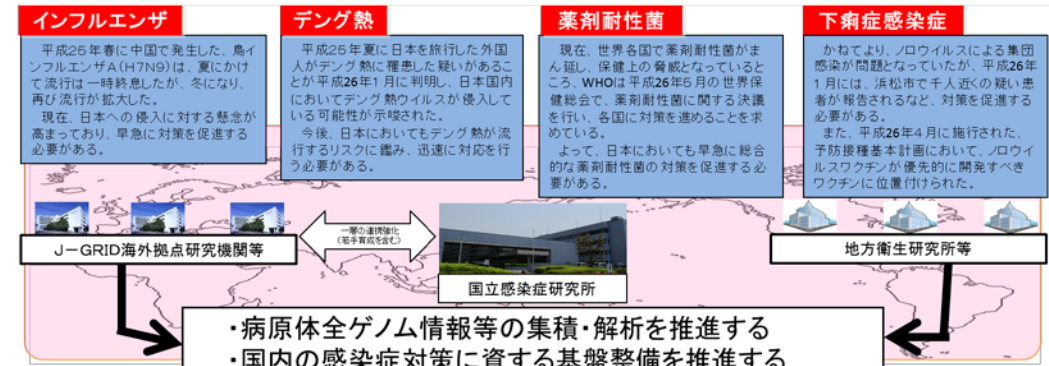 インフルエンザ
平成25年春に中国で発生した、鳥イ
ンフルエンザA(H7N9)は、夏にかけ
て流行は一時終息したが、冬になり、
再び流行が拡大した。
現在、日本への侵入に対する懸念が
高まっており、早急に対策を促進する
必要がある。
デング熱
平成25年夏に日本を旅行した外国
人がデング熱に罹患した疑いがあるこ
とが平成26年1月に判明し、日本国内
においてデング熱ウイルスが侵入して
いる可能性が示唆された。
今後、日本においてもデング熱が流
行するリスクに鑑み、迅速に対応を行
う必要がある。
薬剤耐性菌
現在、世界各国で薬剤耐性菌がま
ん延し、保健上の脅威となっていると
ころ、WHOは平成26年5月の世界保
健総会で、薬剤耐性菌に関する決議
を行い、各国に対策を進めることを求
めている。
よって、日本においても早急に総合
的な薬剤耐性菌の対策を促進する必
要がある。
下痢症感染症
かねてより、ノロウイルスによる集団
感染が問題となっていたが、平成26年
1月には、浜松市で千人近くの疑い患
者が報告されるなど、対策を促進する
必要がある。
また、平成26年4月に施行された、
予防接種基本計画において、ノロウイ
ルスワクチンが優先的に開発すべき
ワクチンに位置付けられた。
J-GRID海外拠点研究機関等
一層の連携強化
(若手育成を含む)
国立感染症研究所
地方衛生研究所等
・病原体全ゲノム情報等の集積・解析を推進する
・国内の感染症対策に資する基盤整備を推進する